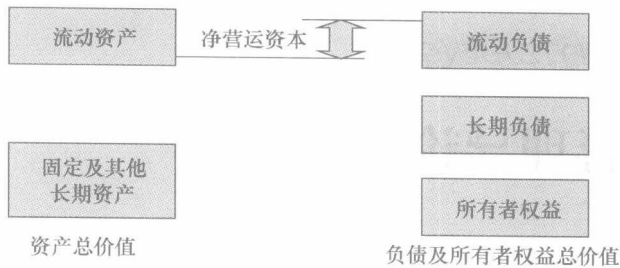 流动资产
净营运资本
流动负债
长期负债
固定及其他
长期资产
所有者权益
资产总价值
负债及所有者权益总价值